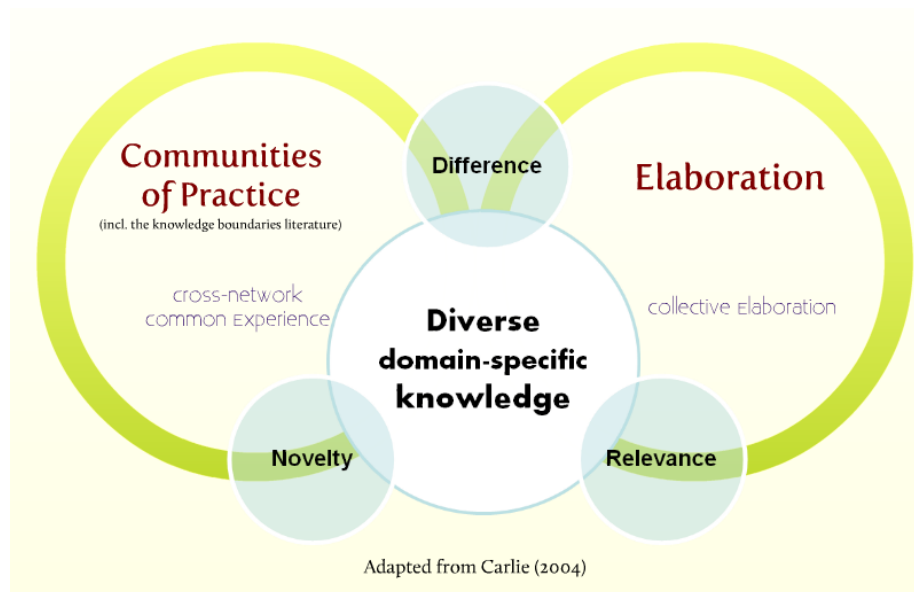 Difference
Communities
of Practice
(incl. the knowledge boundaries literature)
cross-network
common Experience
Elaboration
collective Elaboration
Diverse
domain-specific
knowledge
Novelty
Relevance
Adapted from Carlie (2004)